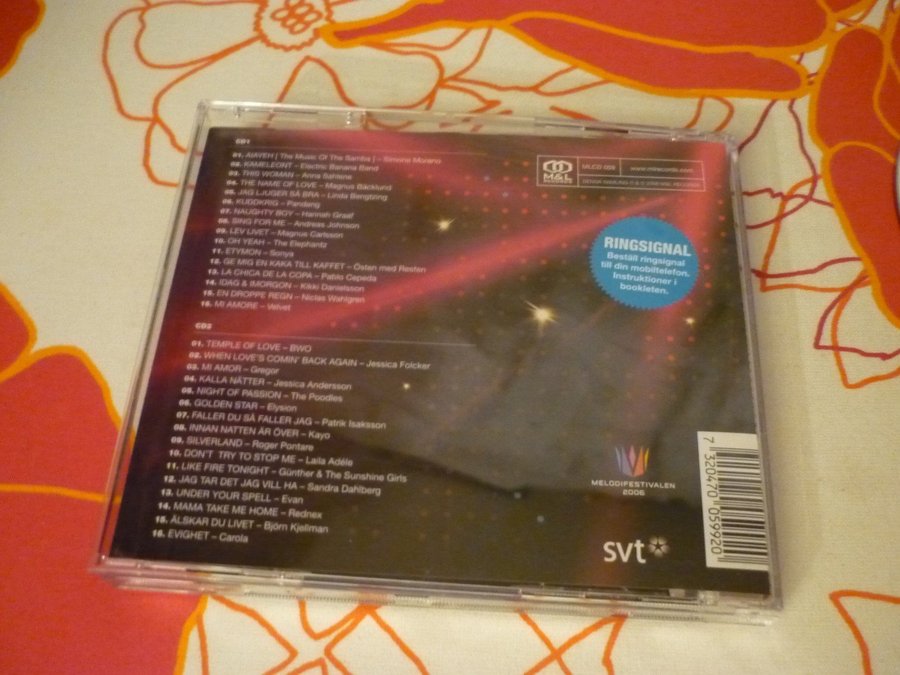 CD1
01. AIAYEH [ The Music Of The Samba ] – Simone Moreno
02. KAMELEONT – Electric Banana Band
03. THIS WOMAN – Anna Sahlene
04. THE NAME OF LOVE – Magnus Bäcklund
05. JAG LJUGER SÅ BRA – Linda Bengtzing
06. KUDDKRIG – Pandang
07. NAUGHTY BOY – Hannah Graaf
08. SING FOR ME – Andreas Johnson
09. LEV LIVET – Magnus Carlsson
10. OH YEAH – The Elephantz
11. ETYMON – Sonya
12. GE MIG EN KAKA TILL KAFFET – Östen med Resten
13. LA CHICA DE LA COPA – Pablo Cepeda
14. IDAG & IMORGON – Kikki Danielsson
15. EN DROPPE REGN – Niclas Wahlgren
16. MI AMORE – Velvet
CD2
01. TEMPLE OF LOVE – BWO
02. WHEN LOVE'S COMIN' BACK AGAIN – Jessica Folcker
03. MI AMOR – Gregor
04. KALLA NÄTTER – Jessica Andersson
05. NIGHT OF PASSION – The Poodles
06. GOLDEN STAR – Elysion
07. FALLER DU SÅ FALLER JAG – Patrik Isaksson
08. INNAN NATTEN ÄR ÖVER – Kayo
09. SILVERLAND – Roger Pontare
10. DON'T TRY TO STOP ME – Laila Adéle
11. LIKE FIRE TONIGHT – Günther & The Sunshine Girls
12. JAG TAR DET JAG VILL HA – Sandra Dahlberg
13. UNDER YOUR SPELL – Evan
14. MAMA TAKE ME HOME – Rednex
15. ÄLSKAR DU LIVET – Björn Kjellman
16. EVIGHET – Carola
M&L
RECORDS
www.mlrecords.com
RINGSIGNAL
Beställ ringsignal
till din mobiltelefon.
Instruktioner i
bookleten.
MELODIFESTIVALEN
2006
svt
7 320470 059920